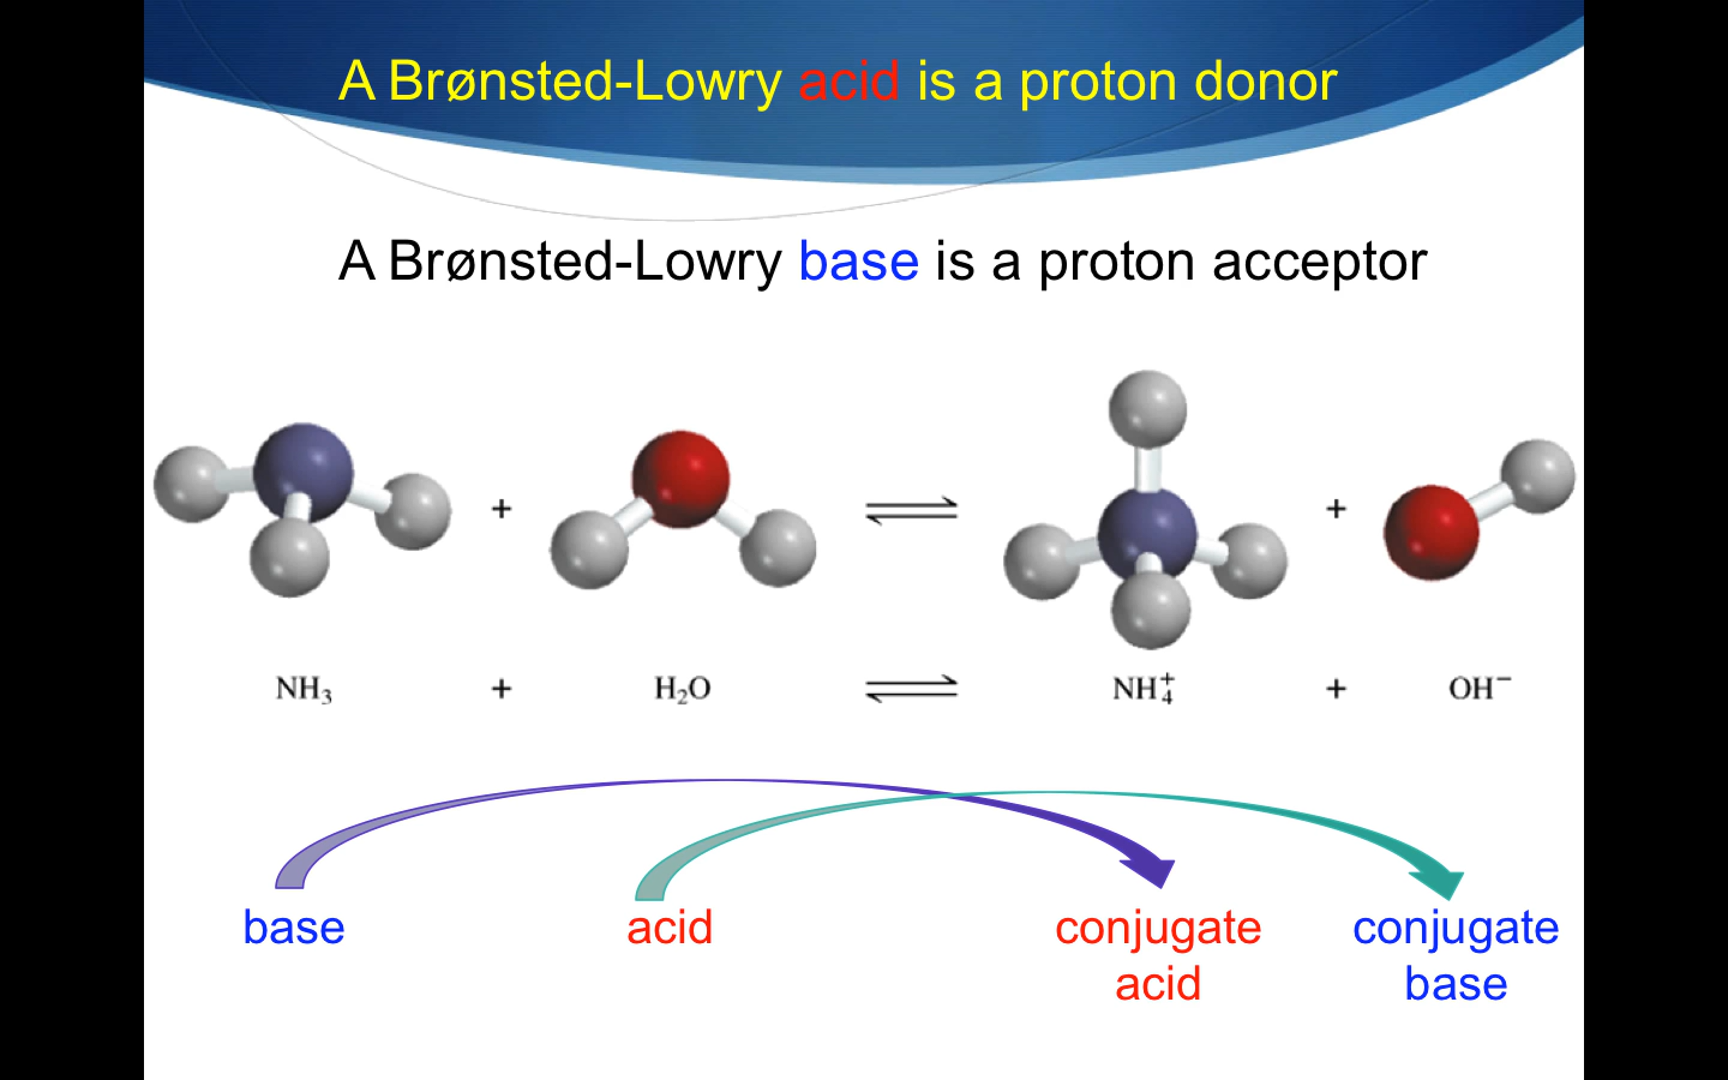 A Brønsted-Lowry acid is a proton donor
A Brønsted-Lowry base is a proton acceptor
+ ⇌ +
NH₃ + H₂O ⇌ NH₄⁺ + OH⁻
base acid conjugate acid conjugate base